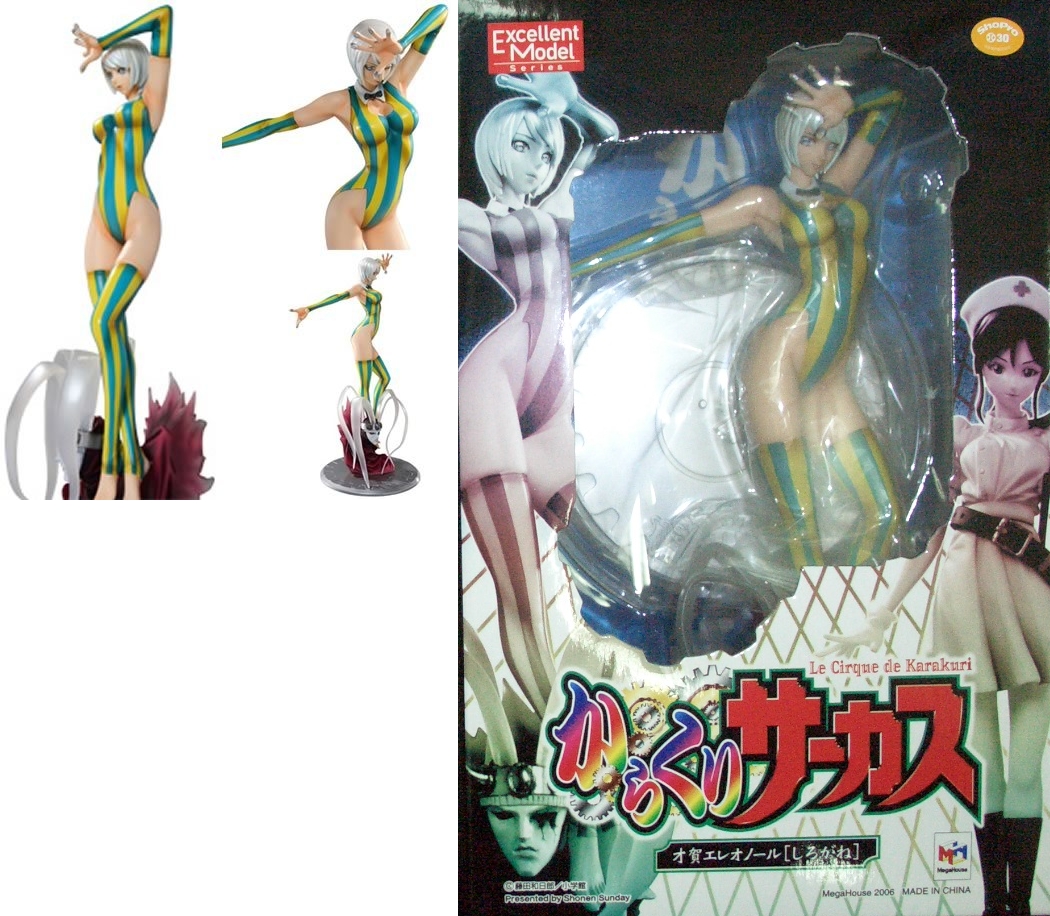 Excellent
Model
Series
ShoPro
30
Le Cirque de Karakuri
からくりサーカス
才賀エレオノール[しろがね]
MegaHouse
© 藤田和日郎/小学館
Presented by Shonen Sunday
MegaHouse 2006 MADE IN CHINA